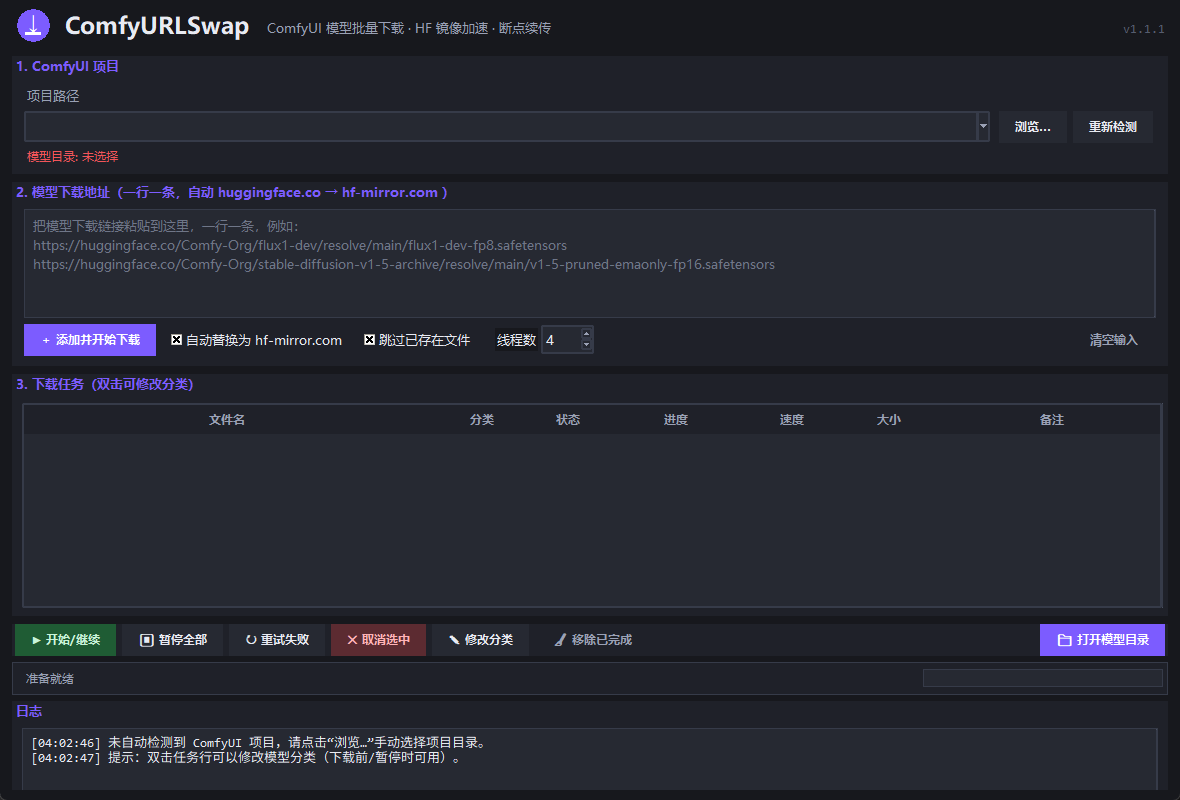 ComfyURLSwap ComfyUI 模型批量下载 · HF 镜像加速 · 断点续传 v1.1.1
1. ComfyUI 项目
项目路径
浏览... 重新检测
模型目录: 未选择
2. 模型下载地址（一行一条，自动 huggingface.co → hf-mirror.com ）
把模型下载链接粘贴到这里，一行一条，例如：
https://huggingface.co/Comfy-Org/flux1-dev/resolve/main/flux1-dev-fp8.safetensors
https://huggingface.co/Comfy-Org/stable-diffusion-v1-5-archive/resolve/main/v1-5-pruned-emaonly-fp16.safetensors
+ 添加并开始下载 自动替换为 hf-mirror.com 跳过已存在文件 线程数 4 清空输入
3. 下载任务（双击可修改分类）
文件名 分类 状态 进度 速度 大小 备注
开始/继续 暂停全部 重试失败 取消选中 修改分类 移除已完成 打开模型目录
准备就绪
日志
[04:02:46] 未自动检测到 ComfyUI 项目，请点击“浏览…”手动选择项目目录。
[04:02:47] 提示：双击任务行可以修改模型分类（下载前/暂停时可用）。